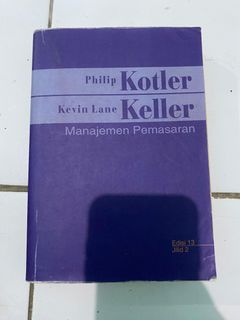 Philip Kotler
Kevin Lane Keller
Manajemen Pemasaran
Edisi 13
Jilid 2